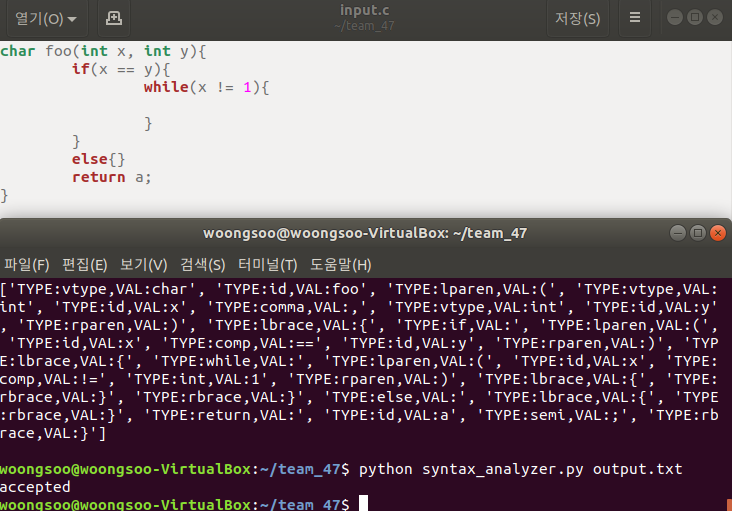 열기(O)
input.c
~/team_47
저장(S)
char foo(int x, int y){
if(x == y){
while(x != 1){
}
}
else{}
return a;
}
woongsoo@woongsoo-VirtualBox: ~/team_47
파일(F) 편집(E) 보기(V) 검색(S) 터미널(T) 도움말(H)
['TYPE:vtype,VAL:char', 'TYPE:id,VAL:foo', 'TYPE:lparen,VAL:(', 'TYPE:vtype,VAL:
int', 'TYPE:id,VAL:x', 'TYPE:comma,VAL:,', 'TYPE:vtype,VAL:int', 'TYPE:id,VAL:y'
, 'TYPE:rparen,VAL:)', 'TYPE:lbrace,VAL:{', 'TYPE:if,VAL:', 'TYPE:lparen,VAL:(',
'TYPE:id,VAL:x', 'TYPE:comp,VAL:==', 'TYPE:id,VAL:y', 'TYPE:rparen,VAL:)', 'TYP
E:lbrace,VAL:{', 'TYPE:while,VAL:', 'TYPE:lparen,VAL:(', 'TYPE:id,VAL:x', 'TYPE:
comp,VAL:!=', 'TYPE:int,VAL:1', 'TYPE:rparen,VAL:)', 'TYPE:lbrace,VAL:{', 'TYPE:
rbrace,VAL:}', 'TYPE:rbrace,VAL:}', 'TYPE:else,VAL:', 'TYPE:lbrace,VAL:{', 'TYPE
:rbrace,VAL:}', 'TYPE:return,VAL:', 'TYPE:id,VAL:a', 'TYPE:semi,VAL:;', 'TYPE:rb
race,VAL:}']
woongsoo@woongsoo-VirtualBox:~/team_47$ python syntax_analyzer.py output.txt
accepted
woongsoo@woongsoo-VirtualBox:~/team_47$